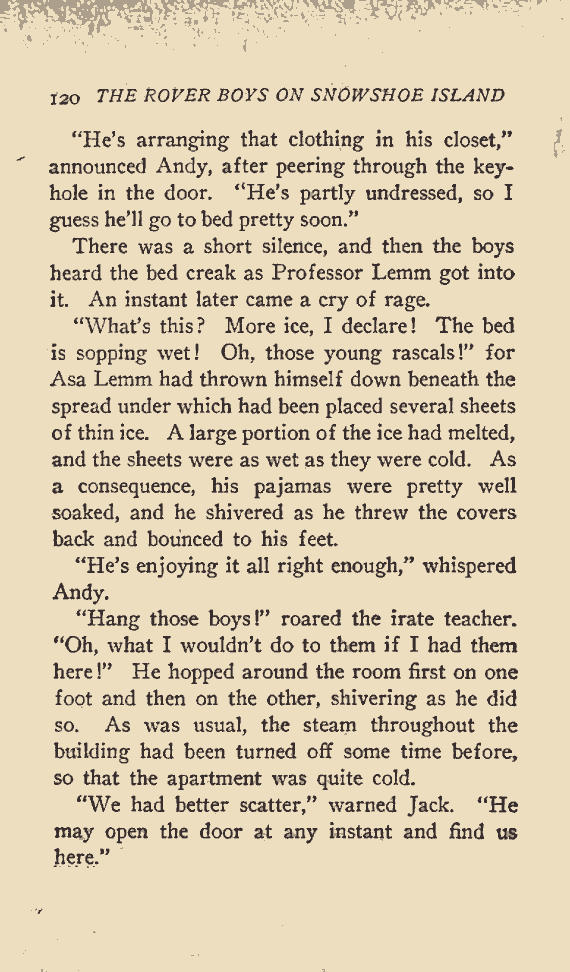 120 THE ROVER BOYS ON SNOWSHOE ISLAND
“He’s arranging that clothing in his closet,”
announced Andy, after peering through the key-
hole in the door. “He’s partly undressed, so I
guess he’ll go to bed pretty soon.”
There was a short silence, and then the boys
heard the bed creak as Professor Lemm got into
it. An instant later came a cry of rage.
“What’s this? More ice, I declare! The bed
is sopping wet! Oh, those young rascals!” for
Asa Lemm had thrown himself down beneath the
spread under which had been placed several sheets
of thin ice. A large portion of the ice had melted,
and the sheets were as wet as they were cold. As
a consequence, his pajamas were pretty well
soaked, and he shivered as he threw the covers
back and bounced to his feet.
“He’s enjoying it all right enough,” whispered
Andy.
“Hang those boys!” roared the irate teacher.
“Oh, what I wouldn’t do to them if I had them
here!” He hopped around the room first on one
foot and then on the other, shivering as he did
so. As was usual, the steam throughout the
building had been turned off some time before,
so that the apartment was quite cold.
“We had better scatter,” warned Jack. “He
may open the door at any instant and find us
here.”